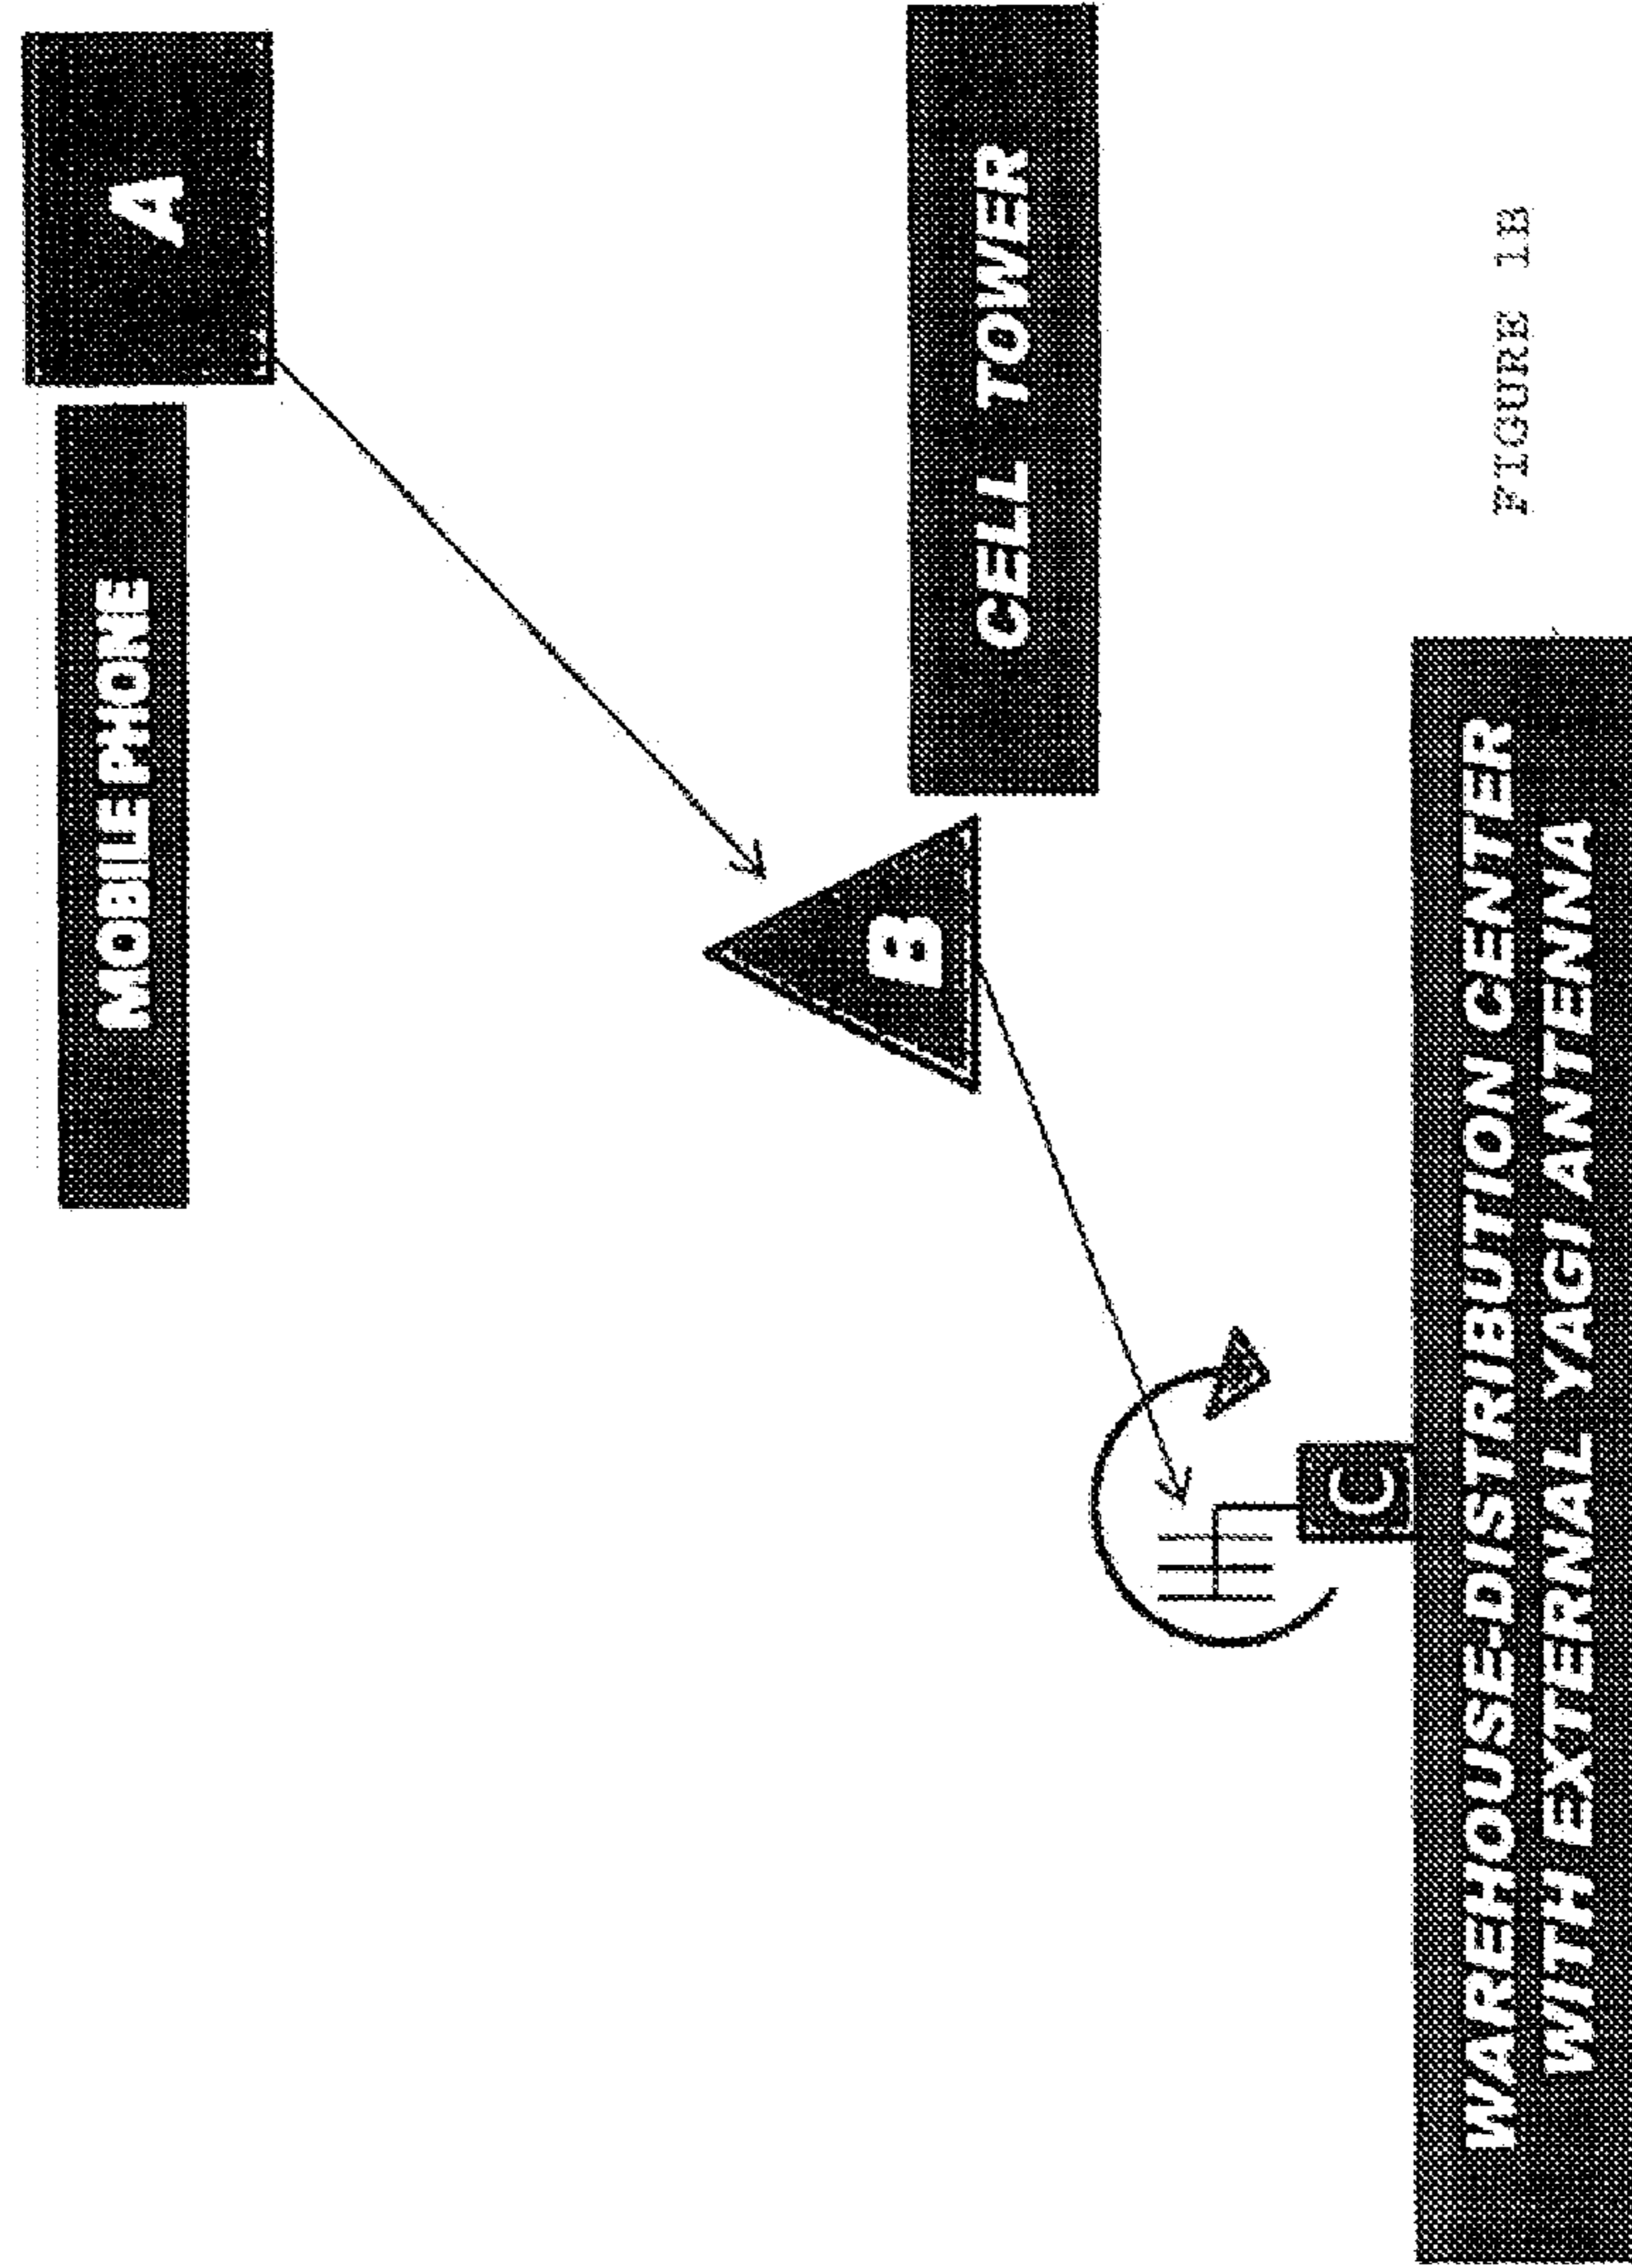 MOBILE PHONE
A
B
CELL TOWER
C
WAREHOUSE-DISTRIBUTION CENTER
WITH EXTERNAL YAGI ANTENNA
FIGURE 1B